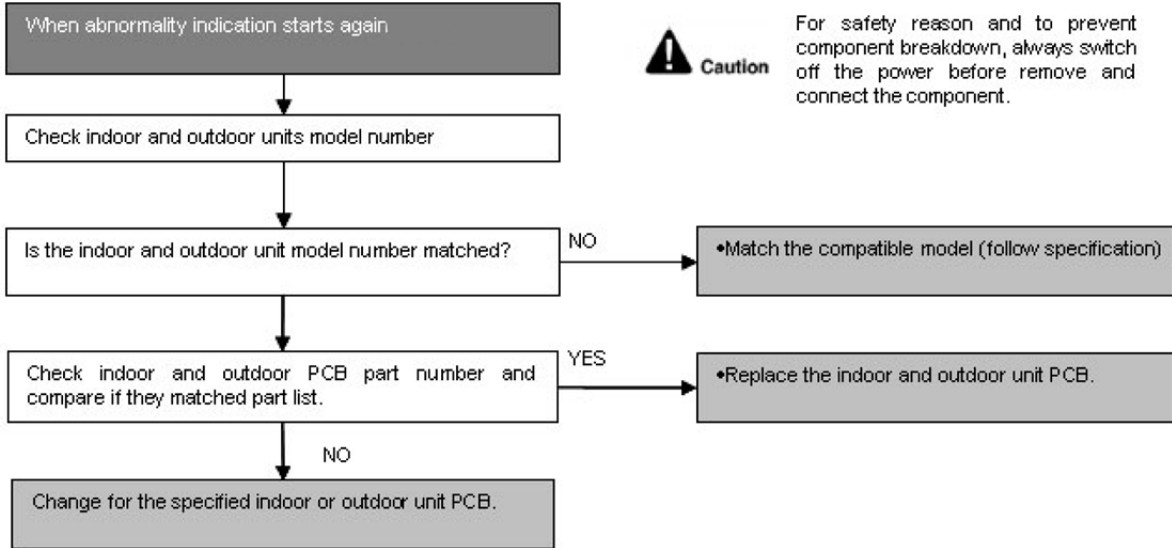 When abnormality indication starts again
Caution
For safety reason and to prevent
component breakdown, always switch
off the power before remove and
connect the component.
Check indoor and outdoor units model number
Is the indoor and outdoor unit model number matched?
NO
•Match the compatible model (follow specification)
Check indoor and outdoor PCB part number and
compare if they matched part list.
YES
•Replace the indoor and outdoor unit PCB.
NO
Change for the specified indoor or outdoor unit PCB.